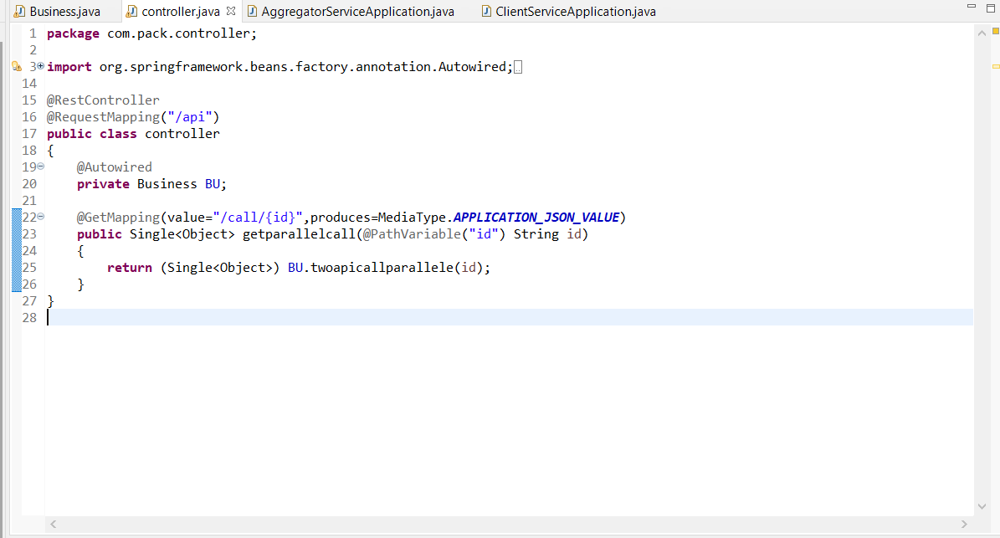 Business.java controller.java AggregatorServiceApplication.java ClientServiceApplication.java
1 package com.pack.controller;
2
3 import org.springframework.beans.factory.annotation.Autowired;
14
15 @RestController
16 @RequestMapping("/api")
17 public class controller
18 {
19     @Autowired
20     private Business BU;
21
22     @GetMapping(value="/call/{id}",produces=MediaType.APPLICATION_JSON_VALUE)
23     public Single<Object> getparallelcall(@PathVariable("id") String id)
24     {
25         return (Single<Object>) BU.twoapicallparallele(id);
26     }
27 }
28